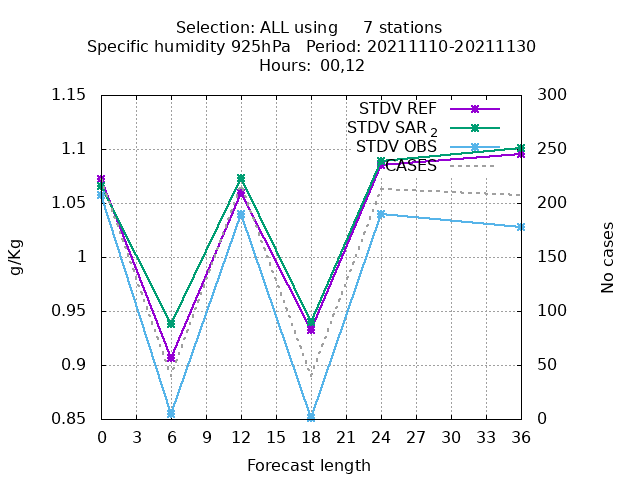 Selection: ALL using 7 stations
Specific humidity 925hPa Period: 20211110-20211130
Hours: 00,12
1.15
1.1
1.05
1
0.95
0.9
0.85
g/Kg
STDV REF
STDV SAR2
STDV OBS
CASES
300
250
200
150
100
50
0
No cases
0 3 6 9 12 15 18 21 24 27 30 33 36
Forecast length